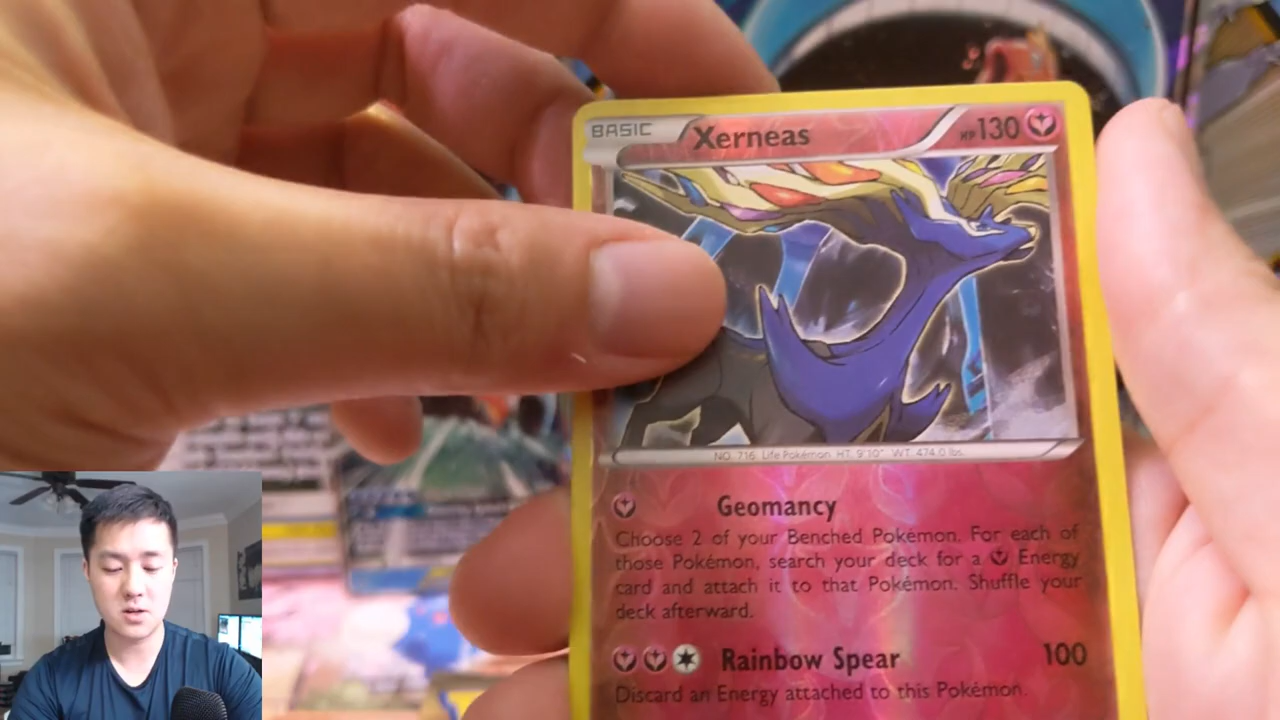 BASIC Xerneas HP130
NO. 716 Life Pokémon HT: 9'10" WT: 474.0 lbs.
Geomancy
Choose 2 of your Benched Pokémon. For each of
those Pokémon, search your deck for a Energy
card and attach it to that Pokémon. Shuffle your
deck afterward.
Rainbow Spear 100
Discard an Energy attached to this Pokémon.